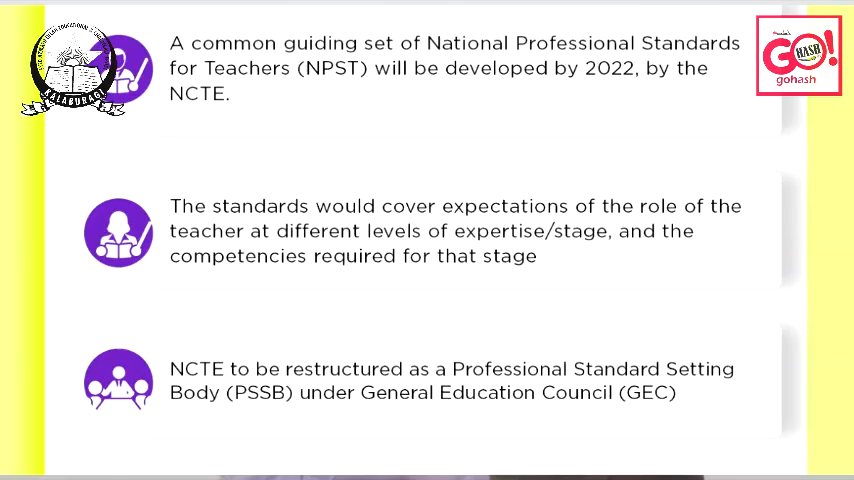 A common guiding set of National Professional Standards
for Teachers (NPST) will be developed by 2022, by the
NCTE.
GO!
HASH
gohash
KALABURAGI
The standards would cover expectations of the role of the
teacher at different levels of expertise/stage, and the
competencies required for that stage
NCTE to be restructured as a Professional Standard Setting
Body (PSSB) under General Education Council (GEC)